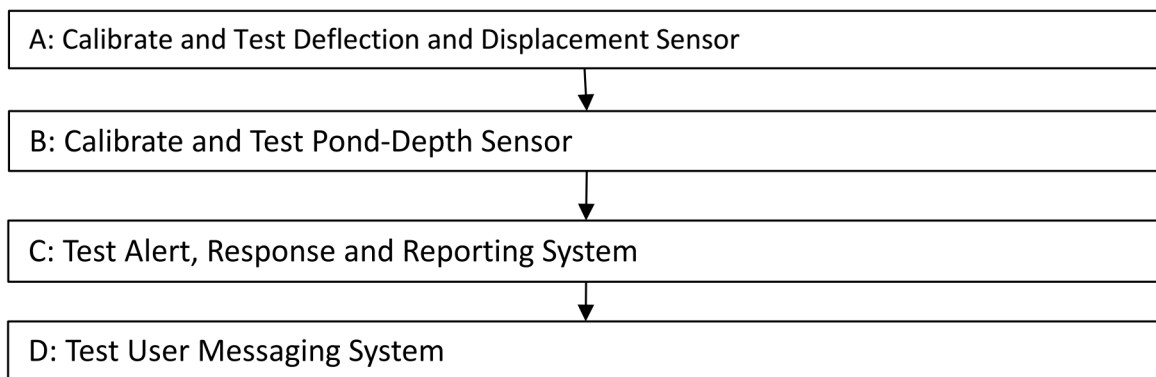 A: Calibrate and Test Deflection and Displacement Sensor
B: Calibrate and Test Pond-Depth Sensor
C: Test Alert, Response and Reporting System
D: Test User Messaging System